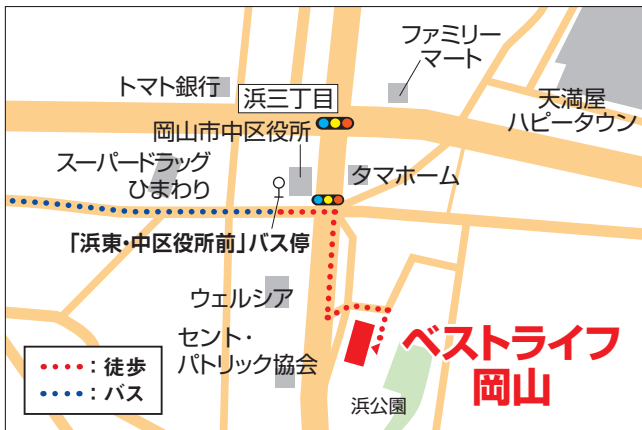 ファミリー
マート
トマト銀行
浜三丁目
天満屋
ハピータウン
岡山市中区役所
スーパードラッグ
ひまわり
タマホーム
「浜東・中区役所前」バス停
ウェルシア
セント・
パトリック協会
ベストライフ
岡山
浜公園
：徒歩
：バス